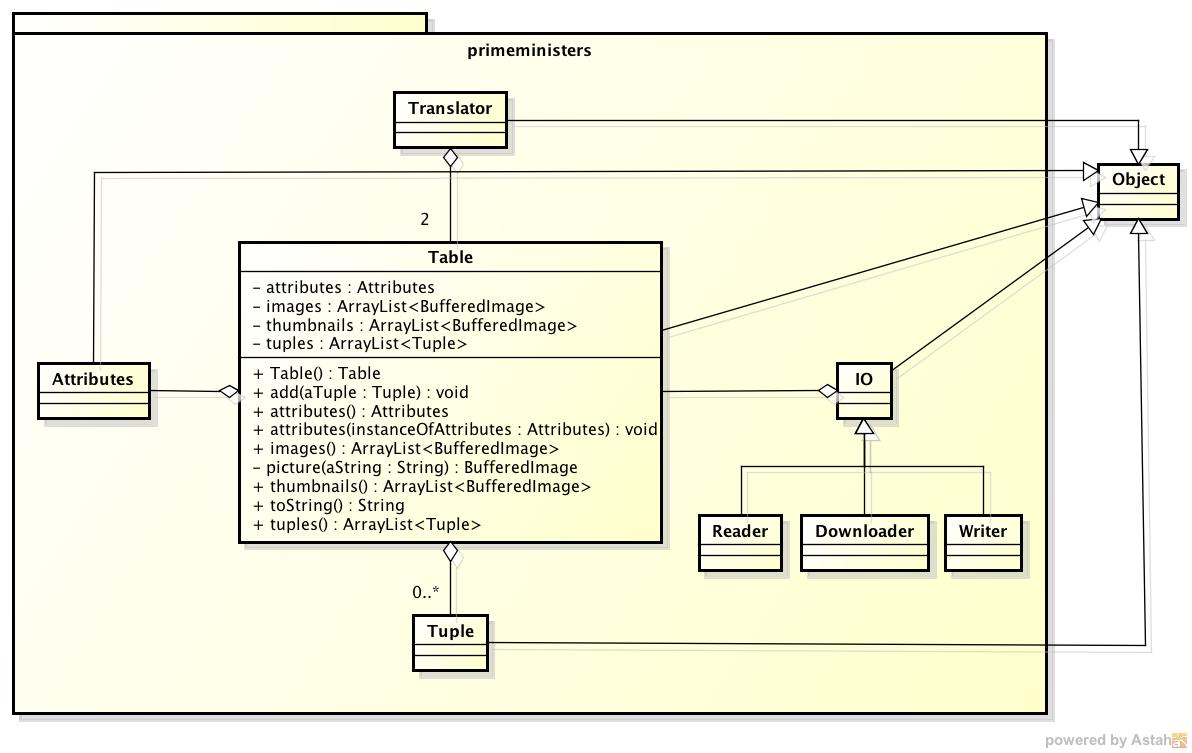 primeministers
Translator
Object
2
Table
- attributes : Attributes
- images : ArrayList<BufferedImage>
- thumbnails : ArrayList<BufferedImage>
- tuples : ArrayList<Tuple>
+ Table() : Table
+ add(aTuple : Tuple) : void
+ attributes() : Attributes
+ attributes(instanceOfAttributes : Attributes) : void
+ images() : ArrayList<BufferedImage>
- picture(aString : String) : BufferedImage
+ thumbnails() : ArrayList<BufferedImage>
+ toString() : String
+ tuples() : ArrayList<Tuple>
Attributes
IO
Reader
Downloader
Writer
0..*
Tuple
powered by Astah